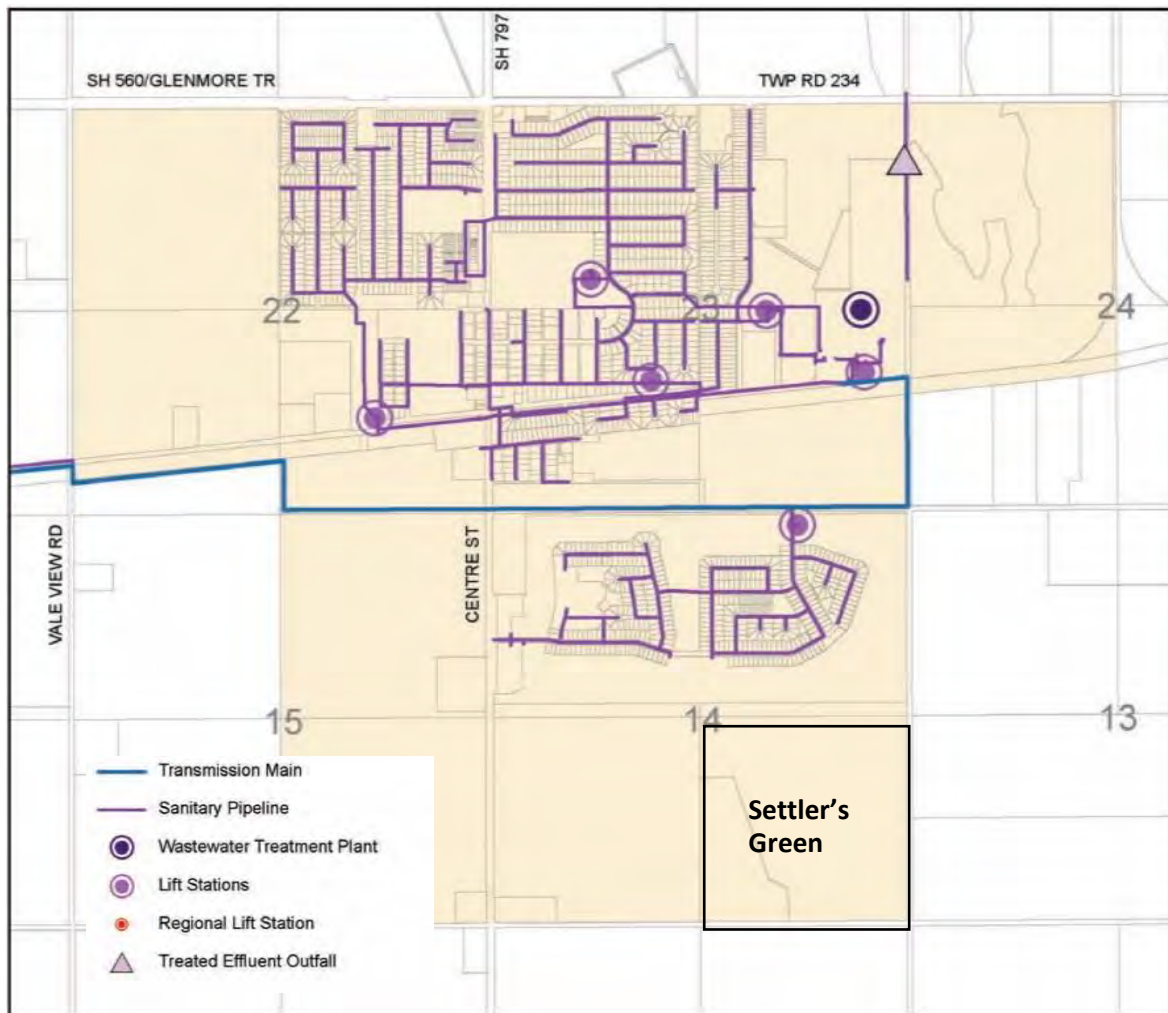 SH 797
SH 560/GLENMORE TR
TWP RD 234
22
23
24
VALE VIEW RD
CENTRE ST
15
14
13
Settler’s
Green
Transmission Main
Sanitary Pipeline
Wastewater Treatment Plant
Lift Stations
Regional Lift Station
Treated Effluent Outfall